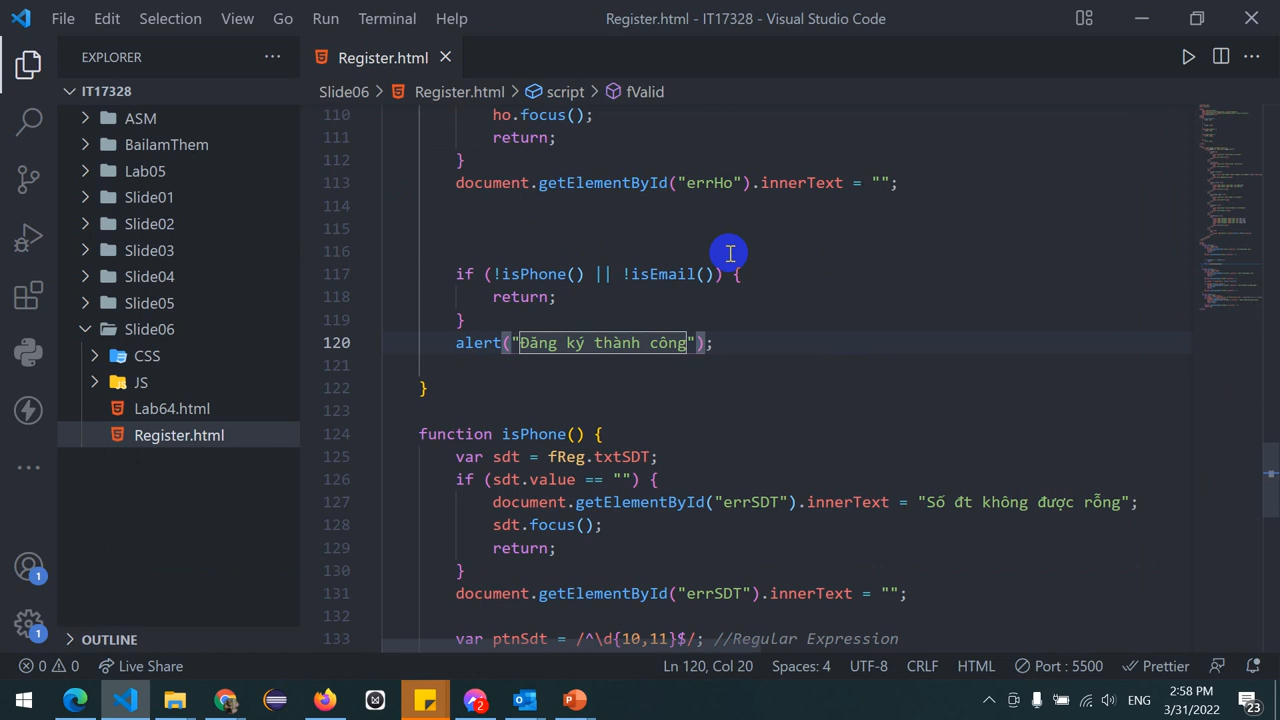 File Edit Selection View Go Run Terminal Help Register.html - IT17328 - Visual Studio Code
EXPLORER
Register.html
IT17328
Slide06 > Register.html > script > fValid
ASM
BailamThem
Lab05
Slide01
Slide02
Slide03
Slide04
Slide05
Slide06
CSS
JS
Lab64.html
Register.html
OUTLINE
110 ho.focus();
111 return;
112 }
113 document.getElementById("errHo").innerText = "";
114
115
116
117 if (!isPhone() || !isEmail()) {
118 return;
119 }
120 alert("Đăng ký thành công");
121
122 }
123
124 function isPhone() {
125 var sdt = fReg.txtSDT;
126 if (sdt.value == "") {
127 document.getElementById("errSDT").innerText = "Số đt không được rỗng";
128 sdt.focus();
129 return;
130 }
131 document.getElementById("errSDT").innerText = "";
132
133 var ptnSdt = /^\d{10,11}$/; //Regular Expression
1
1
0 0 Live Share Ln 120, Col 20 Spaces: 4 UTF-8 CRLF HTML Port : 5500 Prettier
2
ENG
2:58 PM
3/31/2022
23